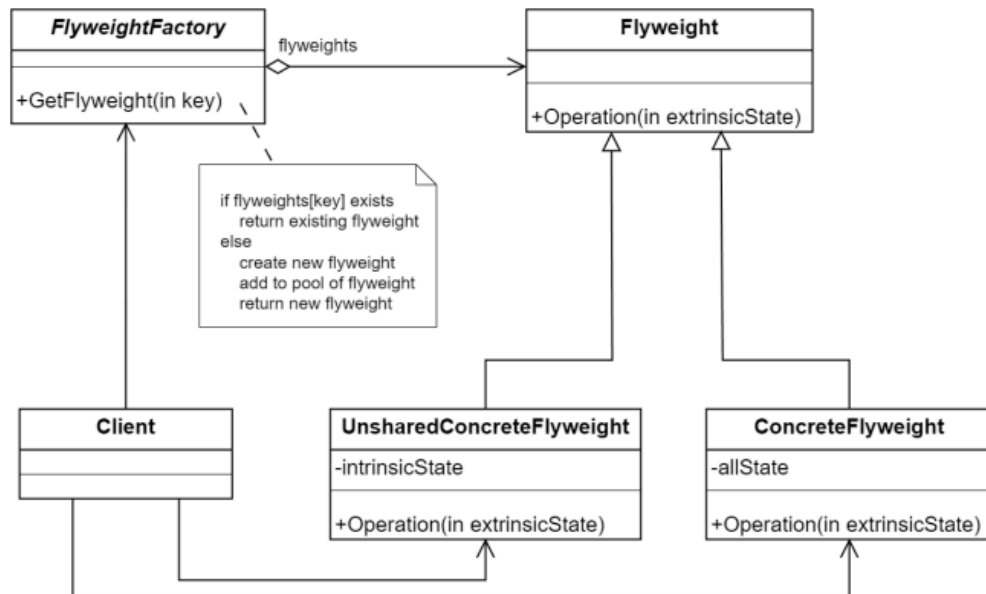 FlyweightFactory
+GetFlyweight(in key)
flyweights
Flyweight
+Operation(in extrinsicState)
if flyweights[key] exists
return existing flyweight
else
create new flyweight
add to pool of flyweight
return new flyweight
Client
UnsharedConcreteFlyweight
-intrinsicState
+Operation(in extrinsicState)
ConcreteFlyweight
-allState
+Operation(in extrinsicState)